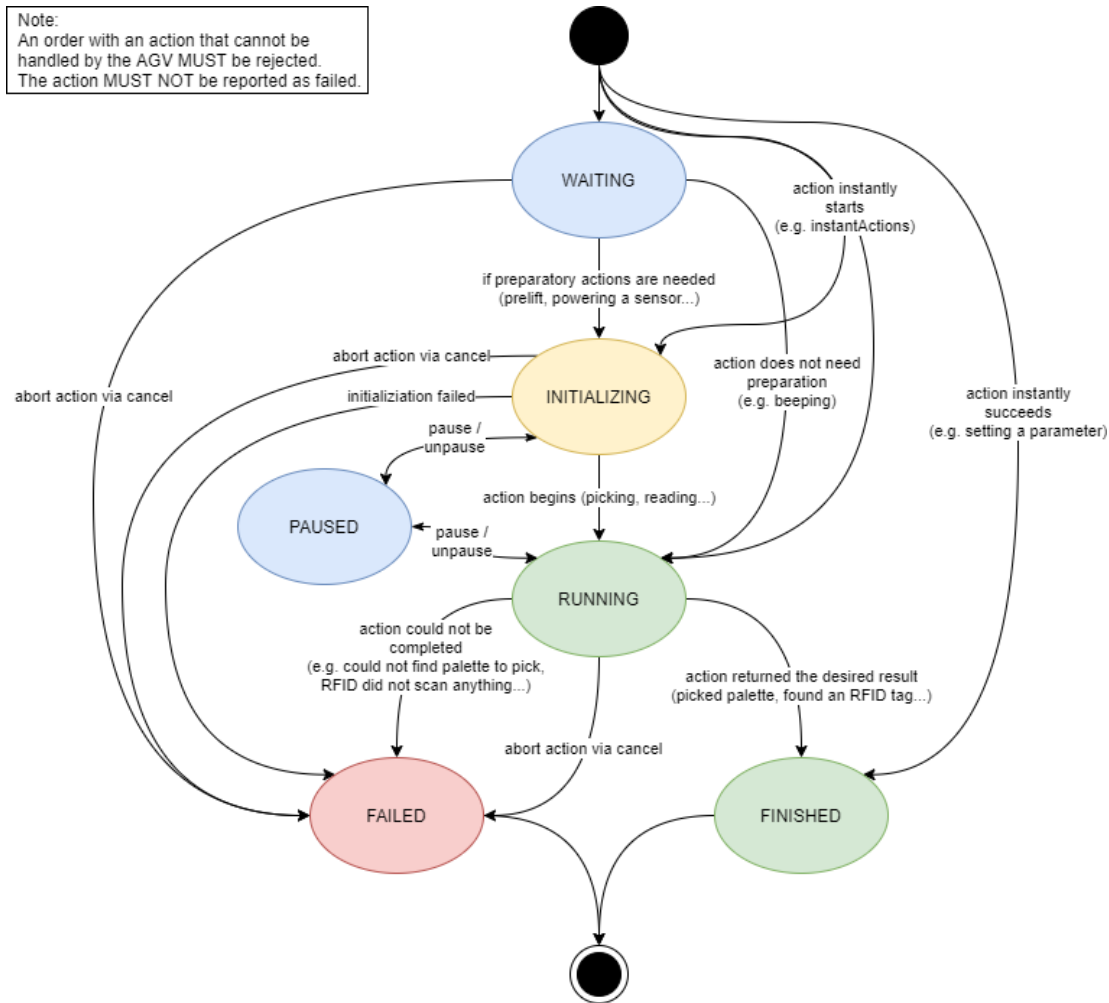 Note:
An order with an action that cannot be
handled by the AGV MUST be rejected.
The action MUST NOT be reported as failed.
WAITING
action instantly
starts
(e.g. instantActions)
if preparatory actions are needed
(prelift, powering a sensor...)
abort action via cancel
abort action via cancel
initializiation failed
INITIALIZING
action does not need
preparation
(e.g. beeping)
action instantly
succeeds
(e.g. setting a parameter)
pause /
unpause
action begins (picking, reading...)
PAUSED
pause /
unpause
RUNNING
action could not be
completed
(e.g. could not find palette to pick,
RFID did not scan anything...)
action returned the desired result
(picked palette, found an RFID tag...)
abort action via cancel
FAILED
FINISHED